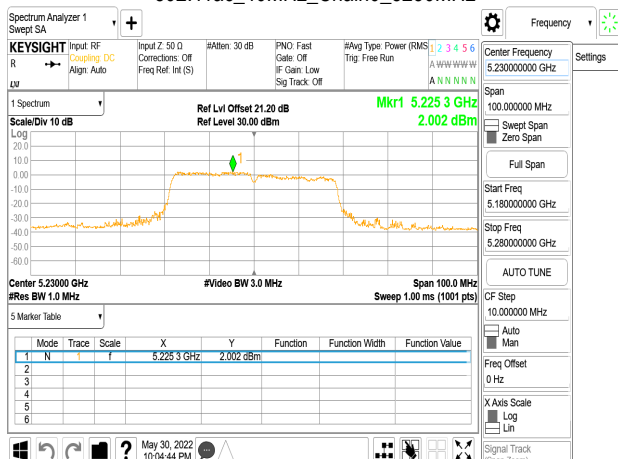 Spectrum Analyzer 1
Swept SA
+
Frequency
Settings
KEYSIGHT
R
Input: RF
Coupling: DC
Align: Auto
Input Z: 50 Ω
Corrections: Off
Freq Ref: Int (S)
#Atten: 30 dB
PNO: Fast
Gate: Off
IF Gain: Low
Sig Track: Off
#Avg Type: Power (RMS
Trig: Free Run
1 2 3 4 5 6
A W W W W W
A N N N N N
1 Spectrum
Scale/Div 10 dB
Log
Ref Lvl Offset 21.20 dB
Ref Level 30.00 dBm
Mkr1 5.225 3 GHz
2.002 dBm
1
20.0
10.0
0.00
-10.0
-20.0
-30.0
-40.0
-50.0
-60.0
Center 5.23000 GHz
#Res BW 1.0 MHz
#Video BW 3.0 MHz
Span 100.0 MHz
Sweep 1.00 ms (1001 pts)
5 Marker Table
Mode Trace Scale X Y Function Function Width Function Value
1 N 1 f 5.225 3 GHz 2.002 dBm
2
3
4
5
6
May 30, 2022
10:04:44 PM
Center Frequency
5.230000000 GHz
Span
100.000000 MHz
Swept Span
Zero Span
Full Span
Start Freq
5.180000000 GHz
Stop Freq
5.280000000 GHz
AUTO TUNE
CF Step
10.000000 MHz
Auto
Man
Freq Offset
0 Hz
X Axis Scale
Log
Lin
Signal Track